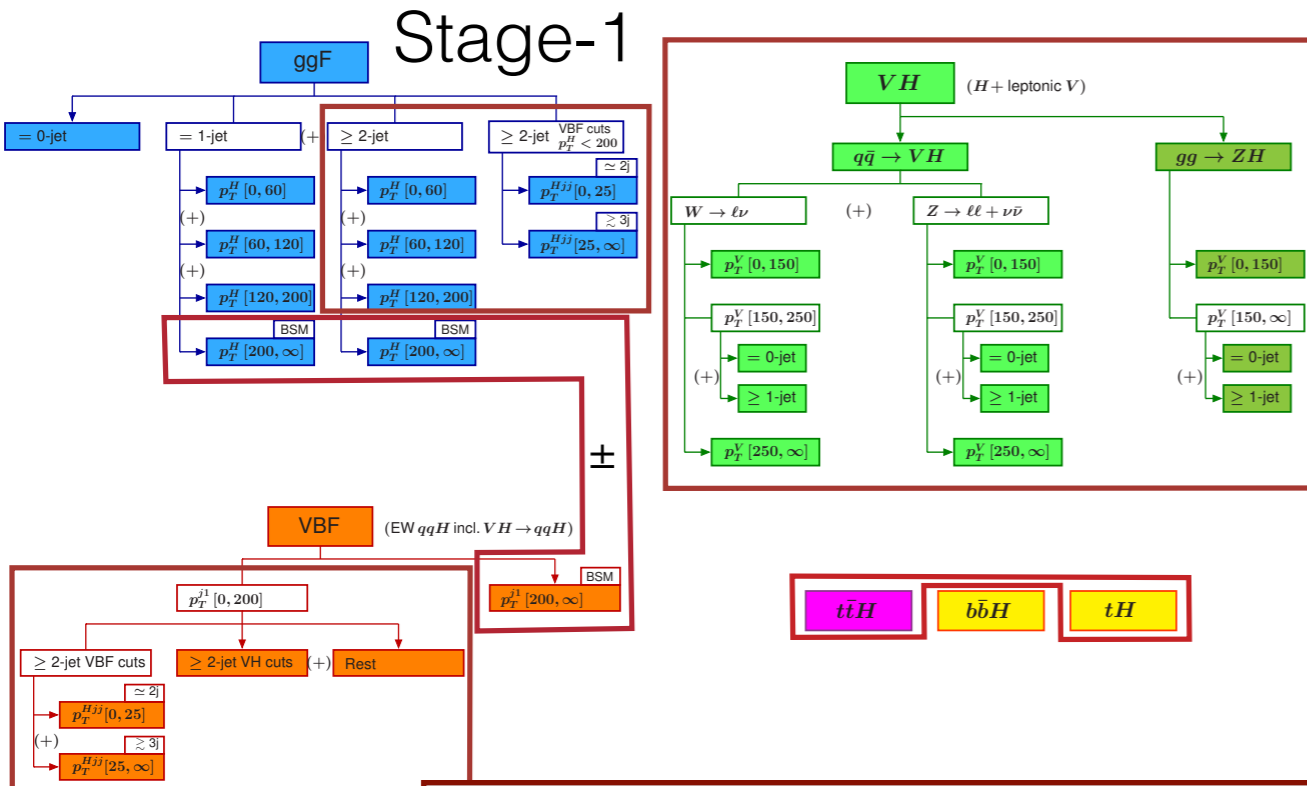 Stage-1
ggF
= 0-jet
= 1-jet
(+
≥ 2-jet
≥ 2-jet VBF cuts
p_T^H < 200
p_T^H [0, 60]
(+)
p_T^H [60, 120]
(+)
p_T^H [120, 200]
BSM
p_T^H [200, ∞]
p_T^H [0, 60]
(+)
p_T^H [60, 120]
(+)
p_T^H [120, 200]
BSM
p_T^H [200, ∞]
≃ 2j
p_T^{Hjj} [0, 25]
≳ 3j
p_T^{Hjj} [25, ∞]
VH (H+ leptonic V)
qq̄ → VH
gg → ZH
W → ℓν
(+)
Z → ℓℓ + νν̄
p_T^V [0, 150]
p_T^V [150, 250]
= 0-jet
(+)
≥ 1-jet
p_T^V [250, ∞]
p_T^V [0, 150]
p_T^V [150, 250]
= 0-jet
(+)
≥ 1-jet
p_T^V [250, ∞]
p_T^V [0, 150]
p_T^V [150, ∞]
= 0-jet
(+)
≥ 1-jet
±
VBF (EW qqH incl. VH → qqH)
p_T^{j1} [0, 200]
BSM
p_T^{j1} [200, ∞]
≥ 2-jet VBF cuts
≥ 2-jet VH cuts
(+)
Rest
≃ 2j
p_T^{Hjj} [0, 25]
(+)
≳ 3j
p_T^{Hjj} [25, ∞]
tt̄H
bb̄H
tH